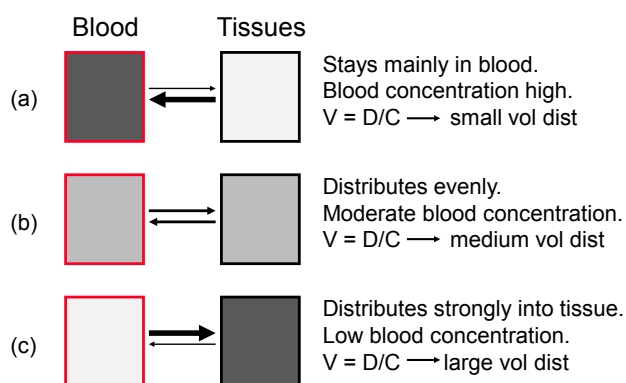 Blood Tissues
(a)
Stays mainly in blood.
Blood concentration high.
V = D/C → small vol dist
(b)
Distributes evenly.
Moderate blood concentration.
V = D/C → medium vol dist
(c)
Distributes strongly into tissue.
Low blood concentration.
V = D/C → large vol dist